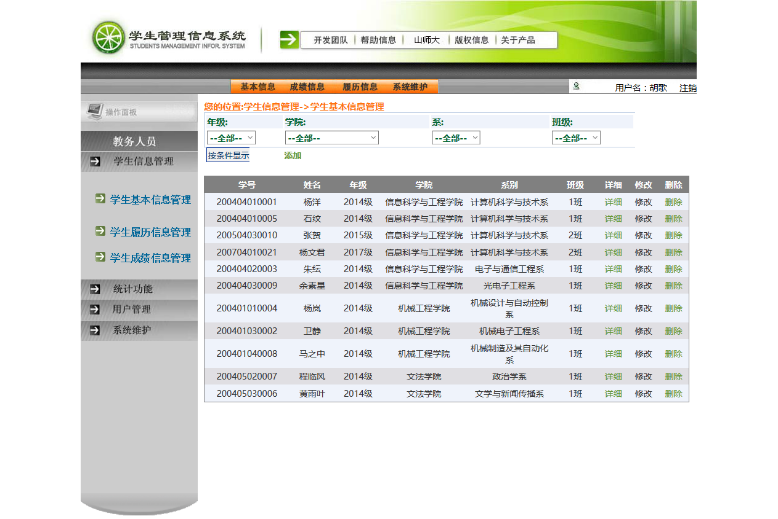 学生管理信息系统
STUDENTS MANAGEMENT INFOR. SYSTEM
开发团队 | 帮助信息 | 山师大 | 版权信息 | 关于产品
基本信息 成绩信息 履历信息 系统维护
用户名：胡歌 注销
操作面板
教务人员
学生信息管理
学生基本信息管理
学生履历信息管理
学生成绩信息管理
统计功能
用户管理
系统维护
您的位置:学生信息管理->学生基本信息管理
年级: 学院: 系: 班级:
--全部-- --全部-- --全部-- --全部--
按条件显示 添加
学号 姓名 年级 学院 系别 班级 详细 修改 删除
200404010001 杨洋 2014级 信息科学与工程学院 计算机科学与技术系 1班 详细 修改 删除
200404010005 石纹 2014级 信息科学与工程学院 计算机科学与技术系 1班 详细 修改 删除
200504030010 张贺 2015级 信息科学与工程学院 计算机科学与技术系 2班 详细 修改 删除
200704010021 杨文君 2017级 信息科学与工程学院 计算机科学与技术系 2班 详细 修改 删除
200404020003 朱纭 2014级 信息科学与工程学院 电子与通信工程系 1班 详细 修改 删除
200404030009 余素晨 2014级 信息科学与工程学院 光电子工程系 1班 详细 修改 删除
200401010004 杨岚 2014级 机械工程学院 机械设计与自动控制系 1班 详细 修改 删除
200401030002 卫静 2014级 机械工程学院 机械电子工程系 1班 详细 修改 删除
200401040008 马之中 2014级 机械工程学院 机械制造及其自动化系 1班 详细 修改 删除
200405020007 程临风 2014级 文法学院 政治学系 1班 详细 修改 删除
200405030006 黄雨叶 2014级 文法学院 文学与新闻传播系 1班 详细 修改 删除